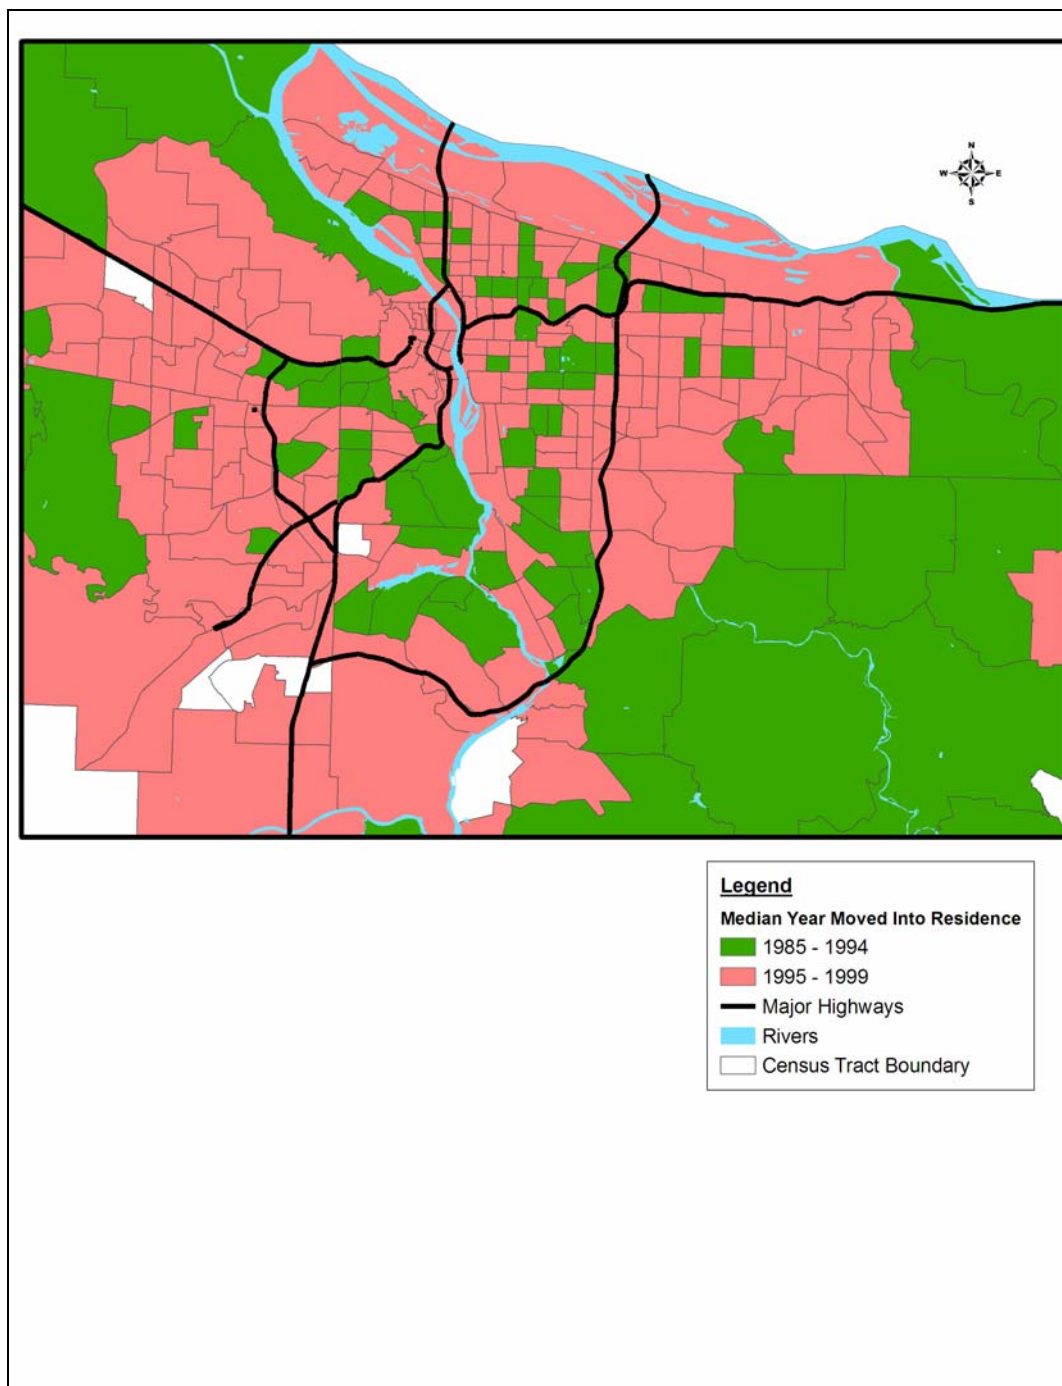 N
W E
S
Legend
Median Year Moved Into Residence
1985 - 1994
1995 - 1999
Major Highways
Rivers
Census Tract Boundary